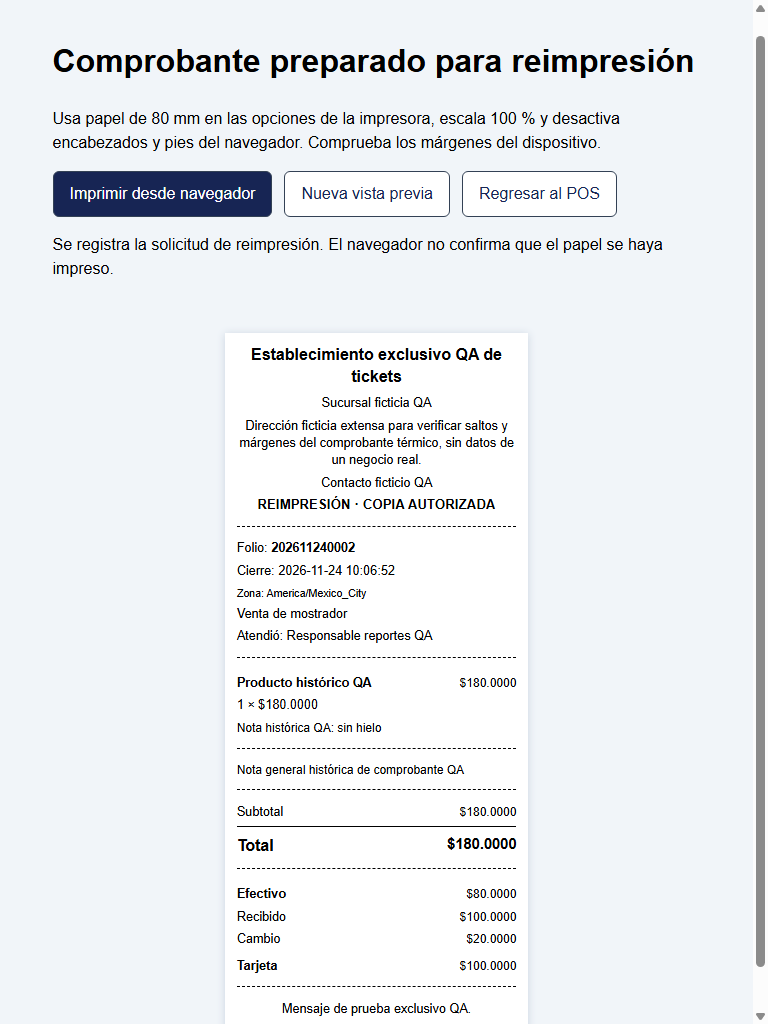 Comprobante preparado para reimpresión
Usa papel de 80 mm en las opciones de la impresora, escala 100 % y desactiva
encabezados y pies del navegador. Comprueba los márgenes del dispositivo.
Imprimir desde navegador
Nueva vista previa
Regresar al POS
Se registra la solicitud de reimpresión. El navegador no confirma que el papel se haya
impreso.
Establecimiento exclusivo QA de
tickets
Sucursal ficticia QA
Dirección ficticia extensa para verificar saltos y
márgenes del comprobante térmico, sin datos de
un negocio real.
Contacto ficticio QA
REIMPRESIÓN · COPIA AUTORIZADA
Folio: 202611240002
Cierre: 2026-11-24 10:06:52
Zona: America/Mexico_City
Venta de mostrador
Atendió: Responsable reportes QA
Producto histórico QA $180.0000
1 × $180.0000
Nota histórica QA: sin hielo
Nota general histórica de comprobante QA
Subtotal $180.0000
Total $180.0000
Efectivo $80.0000
Recibido $100.0000
Cambio $20.0000
Tarjeta $100.0000
Mensaje de prueba exclusivo QA.